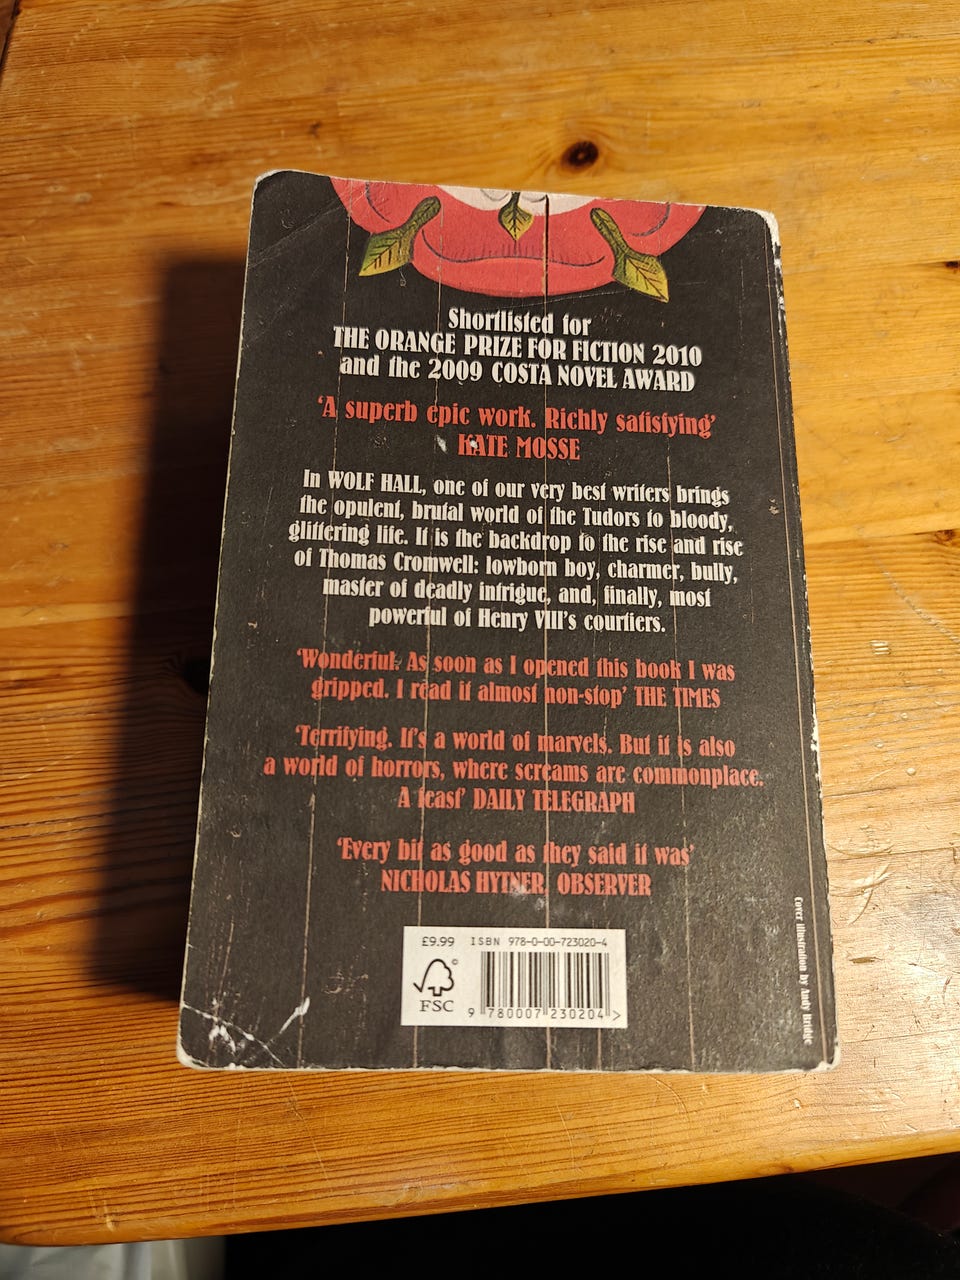 Shortlisted for
THE ORANGE PRIZE FOR FICTION 2010
and the 2009 COSTA NOVEL AWARD
‘A superb epic work. Richly satisfying’
KATE MOSSE
In WOLF HALL, one of our very best writers brings
the opulent, brutal world of the Tudors to bloody,
glittering life. It is the backdrop to the rise and rise
of Thomas Cromwell: lowborn boy, charmer, bully,
master of deadly intrigue, and, finally, most
powerful of Henry VIII’s courtiers.
‘Wonderful. As soon as I opened this book I was
gripped. I read it almost non-stop’ THE TIMES
‘Terrifying. It’s a world of marvels. But it is also
a world of horrors, where screams are commonplace.
A feast’ DAILY TELEGRAPH
‘Every bit as good as they said it was’
NICHOLAS HYTNER, OBSERVER
£9.99 ISBN 978-0-00-723020-4
FSC
9 780007 230204 >
Cover illustration by Andy Bridge